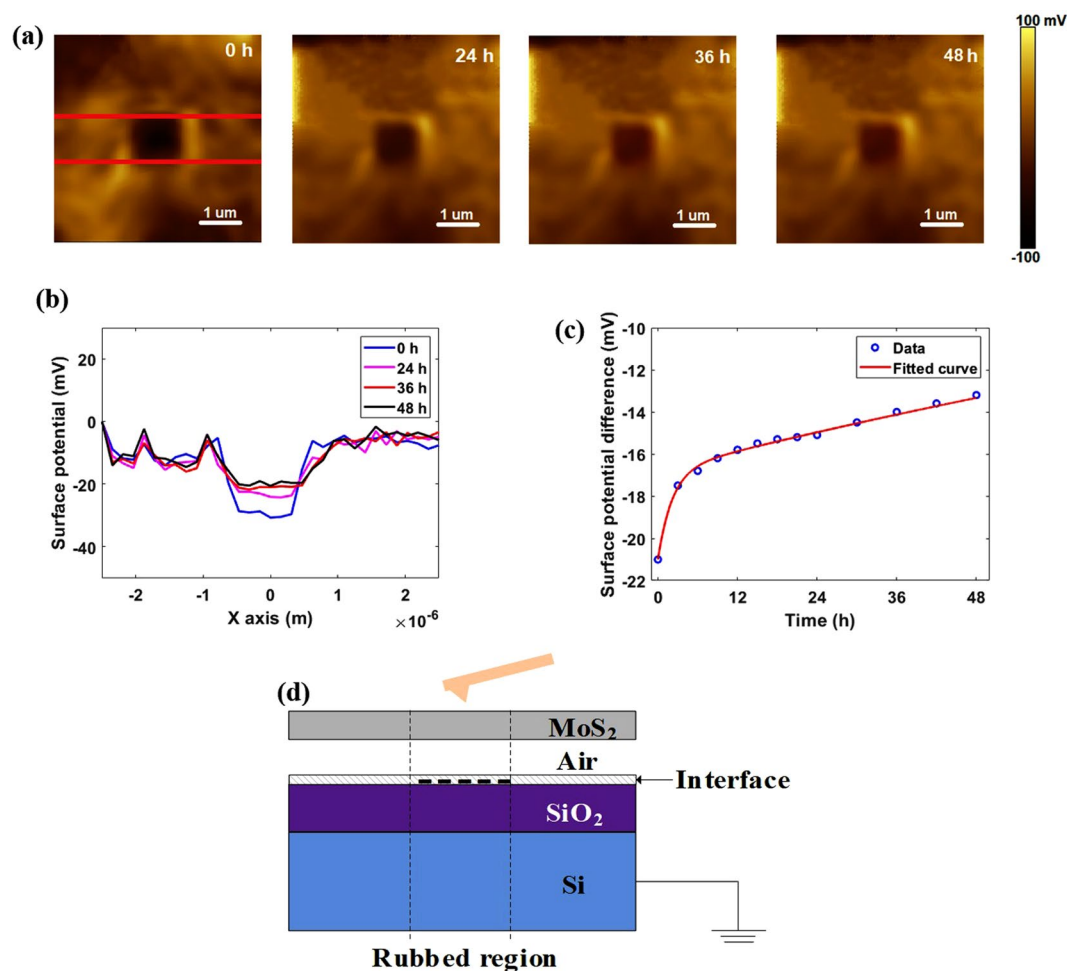 (a)
0 h
24 h
36 h
48 h
100 mV
1 um
1 um
1 um
1 um
-100
(b)
Surface potential (mV)
20
0
-20
-40
0 h
24 h
36 h
48 h
-2
-1
0
1
2
X axis (m)
×10⁻⁶
(c)
Surface potential difference (mV)
-10
-12
-14
-16
-18
-20
-22
Data
Fitted curve
0
12
24
36
48
Time (h)
(d)
MoS₂
Air
Interface
SiO₂
Si
Rubbed region